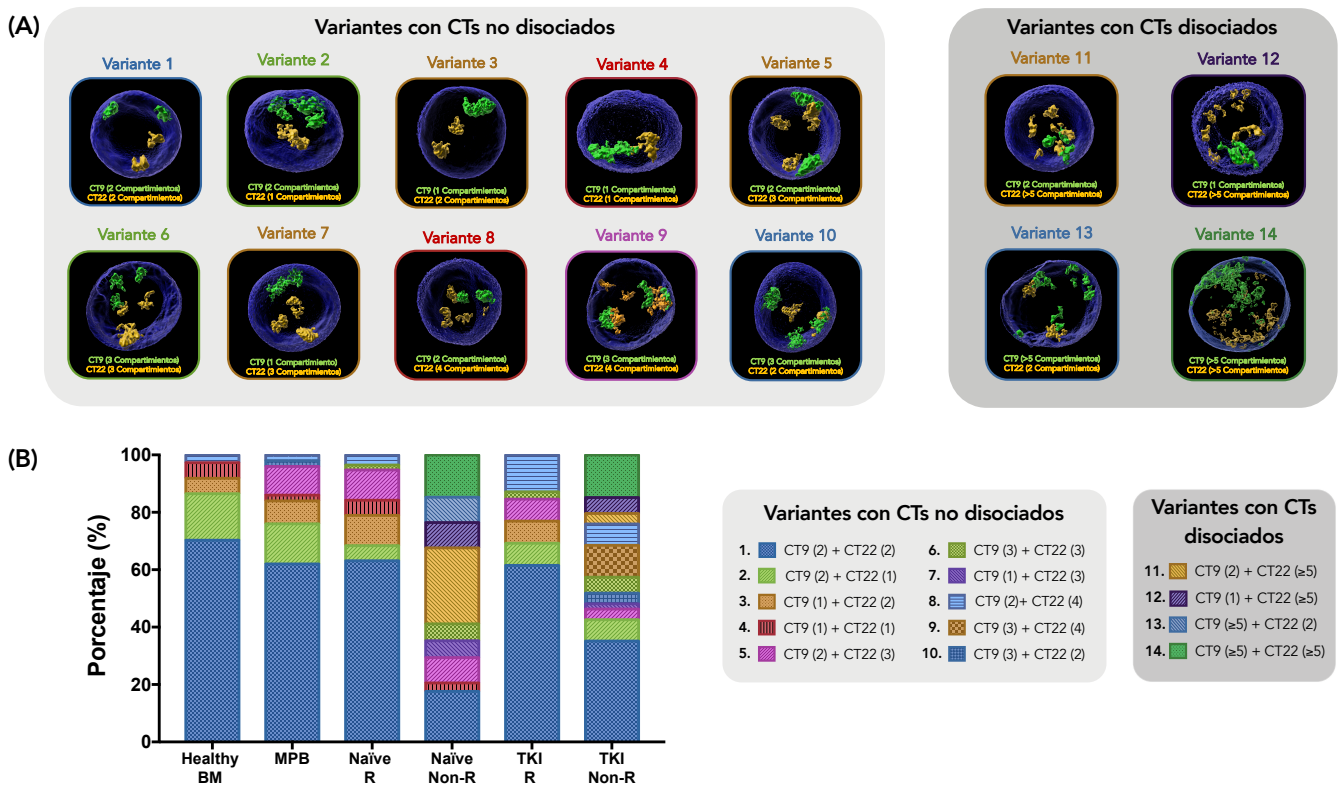 (A)
Variantes con CTs no disociados
Variante 1
Variante 2
Variante 3
Variante 4
Variante 5
CT9 (2 Compartimientos)
CT22 (2 Compartimientos)
CT9 (2 Compartimientos)
CT22 (1 Compartimientos)
CT9 (1 Compartimientos)
CT22 (2 Compartimientos)
CT9 (1 Compartimientos)
CT22 (1 Compartimientos)
CT9 (2 Compartimientos)
CT22 (3 Compartimientos)
Variante 6
Variante 7
Variante 8
Variante 9
Variante 10
CT9 (3 Compartimientos)
CT22 (3 Compartimientos)
CT9 (1 Compartimiento)
CT22 (3 Compartimientos)
CT9 (2 Compartimientos)
CT22 (4 Compartimientos)
CT9 (3 Compartimientos)
CT22 (4 Compartimientos)
CT9 (3 Compartimientos)
CT22 (2 Compartimientos)
Variantes con CTs disociados
Variante 11
Variante 12
CT9 (2 Compartimientos)
CT22 (>5 Compartimientos)
CT9 (1 Compartimientos)
CT22 (>5 Compartimientos)
Variante 13
Variante 14
CT9 (>5 Compartimientos)
CT22 (2 Compartimientos)
CT9 (>5 Compartimientos)
CT22 (>5 Compartimientos)
(B)
Porcentaje (%)
100
80
60
40
20
0
Healthy
BM
MPB
Naïve
R
Naïve
Non-R
TKI
R
TKI
Non-R
Variantes con CTs no disociados
1. CT9 (2) + CT22 (2)
2. CT9 (2) + CT22 (1)
3. CT9 (1) + CT22 (2)
4. CT9 (1) + CT22 (1)
5. CT9 (2) + CT22 (3)
6. CT9 (3) + CT22 (3)
7. CT9 (1) + CT22 (3)
8. CT9 (2)+ CT22 (4)
9. CT9 (3) + CT22 (4)
10. CT9 (3) + CT22 (2)
Variantes con CTs
disociados
11. CT9 (2) + CT22 (≥5)
12. CT9 (1) + CT22 (≥5)
13. CT9 (≥5) + CT22 (2)
14. CT9 (≥5) + CT22 (≥5)